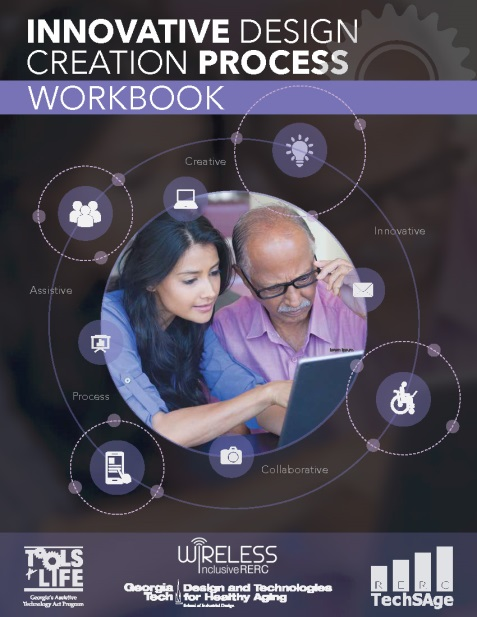 INNOVATIVE DESIGN
CREATION PROCESS
WORKBOOK
Creative
Innovative
Assistive
Process
Collaborative
TOOLS
for LIFE
Georgia's Assistive
Technology Act Program
WiRELESS
InclusiveRERC
Georgia Tech
Design and Technologies
for Healthy Aging
School of Industrial Design
RERC
TechSAge